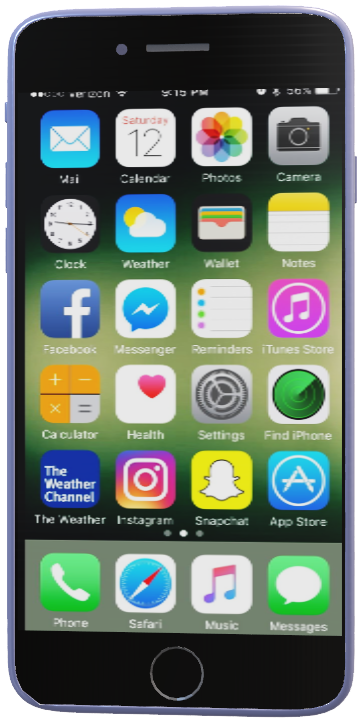 verizon 9:15 PM 56%
Saturday
12
Mail Calendar Photos Camera
Clock Weather Wallet Notes
Facebook Messenger Reminders iTunes Store
Calculator Health Settings Find iPhone
The
Weather
Channel
The Weather Instagram Snapchat App Store
Phone Safari Music Messages